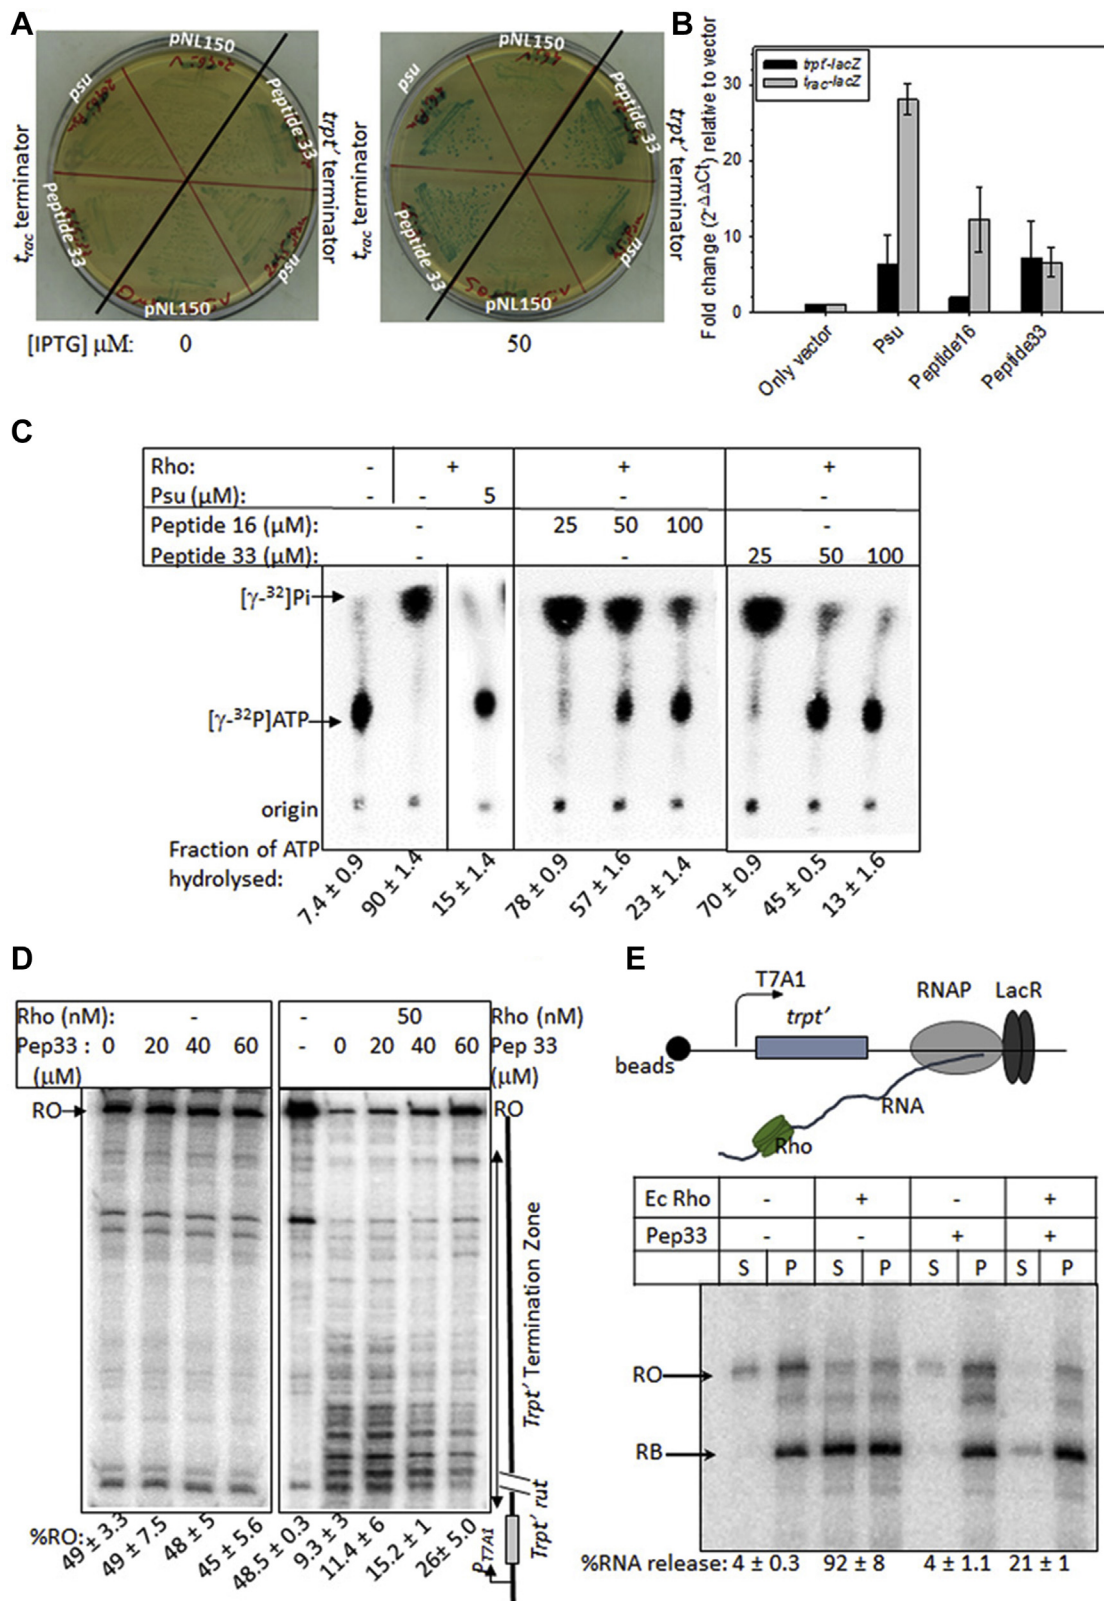 A
pNL150
psu
Peptide 33
t_rac terminator
trpt′ terminator
Peptide 33
psu
pNL150
pNL150
psu
Peptide 33
t_rac terminator
trpt′ terminator
Peptide 33
psu
pNL150
[IPTG] μM: 0 50
B
Fold change (2^-ΔΔCt) relative to vector
trpt'-lacZ
t_rac-lacZ
30
20
10
0
Only vector
Psu
Peptide16
Peptide33
C
Rho: - + + +
Psu (μM): - - 5 - -
Peptide 16 (μM): - 25 50 100 -
Peptide 33 (μM): - - 25 50 100
[γ-³²]Pi
[γ-³²P]ATP
origin
Fraction of ATP
hydrolysed:
7.4 ± 0.9 90 ± 1.4 15 ± 1.4 78 ± 0.9 57 ± 1.6 23 ± 1.4 70 ± 0.9 45 ± 0.5 13 ± 1.6
D
Rho (nM): - - 50 Rho (nM)
Pep33 : 0 20 40 60 - 0 20 40 60 Pep 33
(μM) (μM)
RO RO
Trpt′ Termination Zone
Trpt′ rut
P_T7A1
%RO: 49 ± 3.3 49 ± 7.5 48 ± 5 45 ± 5.6 48.5 ± 0.3 9.3 ± 3 11.4 ± 6 15.2 ± 1 26± 5.0
E
T7A1
trpt′
RNAP LacR
beads
RNA
Rho
Ec Rho - + - +
Pep33 - - + +
S P S P S P S P
RO
RB
%RNA release: 4 ± 0.3 92 ± 8 4 ± 1.1 21 ± 1